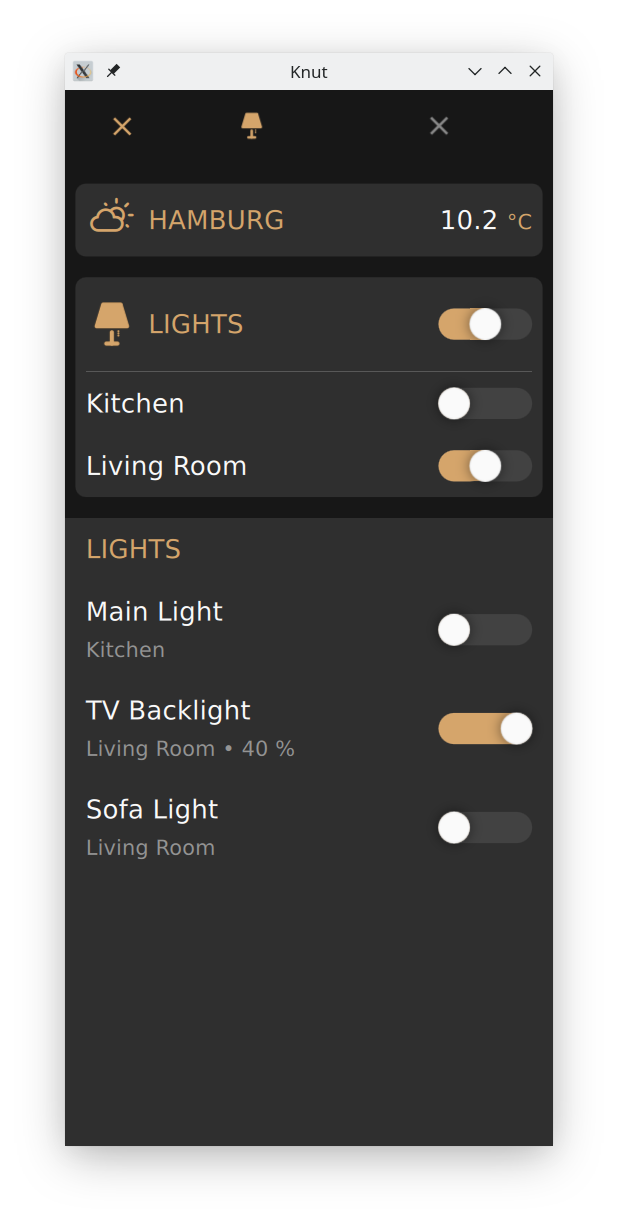 Knut
HAMBURG 10.2 °C
LIGHTS
Kitchen
Living Room
LIGHTS
Main Light
Kitchen
TV Backlight
Living Room • 40 %
Sofa Light
Living Room